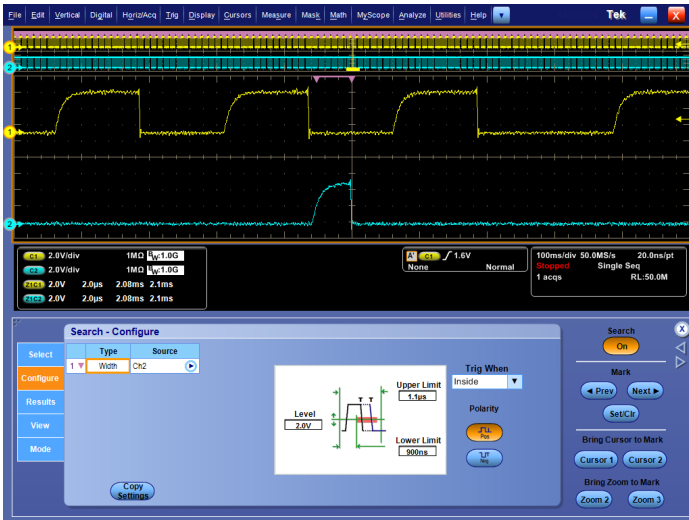 File Edit Vertical Digital Horiz/Acq Trig Display Cursors Measure Mask Math MyScope Analyze Utilities Help Tek X
1
2
1
2
C1 2.0V/div 1MΩ BW:1.0G
C2 2.0V/div 1MΩ BW:1.0G
Z1C1 2.0V 2.0µs 2.08ms 2.1ms
Z1C2 2.0V 2.0µs 2.08ms 2.1ms
A' C1 1.6V
None Normal
100ms/div 50.0MS/s 20.0ns/pt
Stopped Single Seq
1 acqs RL:50.0M
Search - Configure
Select
Configure
Results
View
Mode
Type Source
1 Width Ch2
Copy
Settings
Level
2.0V
T T
Upper Limit
1.1µs
Lower Limit
900ns
Trig When
Inside
Polarity
Pos
Neg
Search
On
X
Mark
Prev Next
Set/Clr
Bring Cursor to Mark
Cursor 1 Cursor 2
Bring Zoom to Mark
Zoom 2 Zoom 3